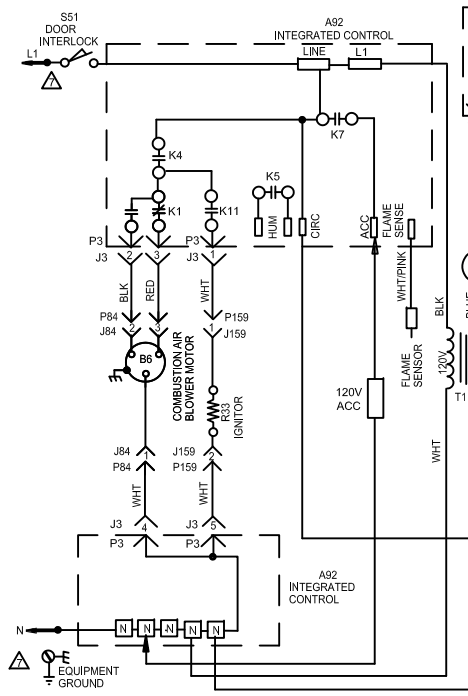 S51
DOOR
INTERLOCK
L1
7
A92
INTEGRATED CONTROL
LINE
L1
K7
K4
K5
K1
K11
HUM
CIRC
ACC
FLAME
SENSE
P3
P3
J3
2
3
J3
1
BLK
RED
WHT
WHT/PINK
BLK
P84
J84
2
3
P159
1
J159
B6
COMBUSTION AIR
BLOWER MOTOR
R33
IGNITOR
FLAME
SENSOR
120V
T1
120V
ACC
J84
1
P84
J159
2
P159
WHT
WHT
WHT
J3
4
P3
J3
5
P3
A92
INTEGRATED
CONTROL
N
N
N
N
N
N
7
EQUIPMENT
GROUND